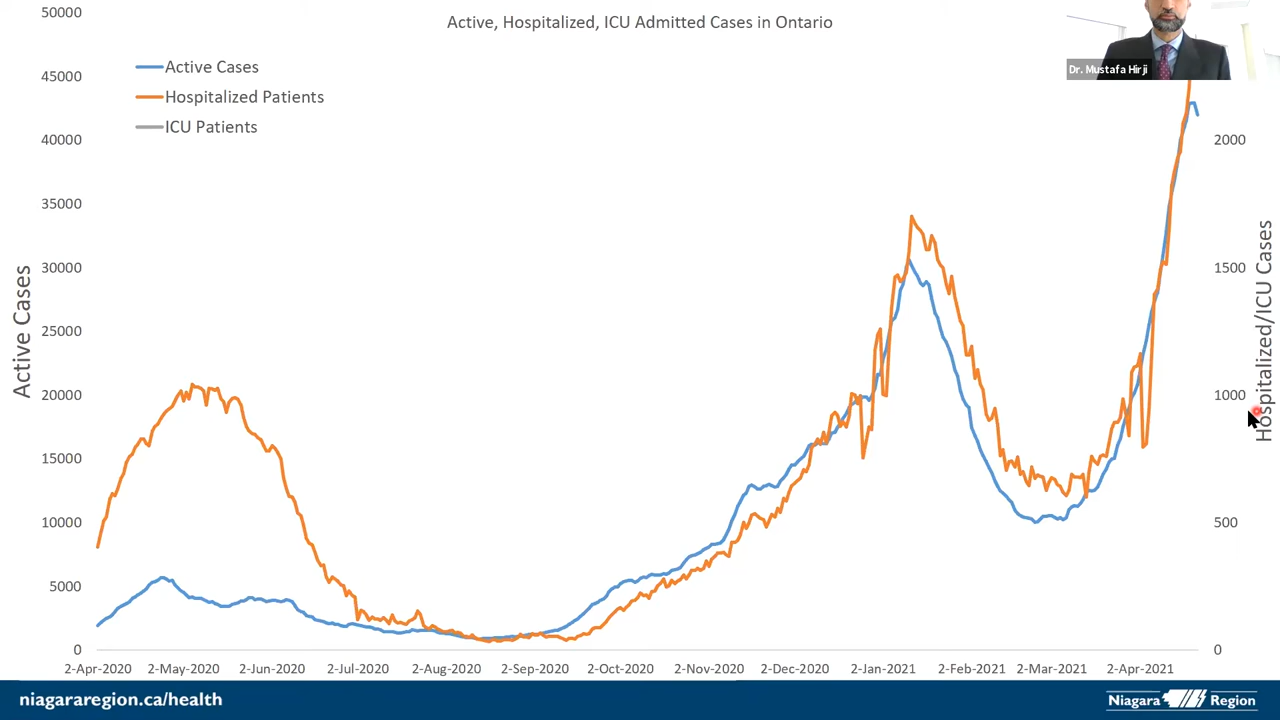 Active, Hospitalized, ICU Admitted Cases in Ontario
Dr. Mustafa Hirji
Active Cases
Hospitalized Patients
ICU Patients
Active Cases
50000
45000
40000
35000
30000
25000
20000
15000
10000
5000
0
2000
1500
1000
500
0
Hospitalized/ICU Cases
2-Apr-2020 2-May-2020 2-Jun-2020 2-Jul-2020 2-Aug-2020 2-Sep-2020 2-Oct-2020 2-Nov-2020 2-Dec-2020 2-Jan-2021 2-Feb-2021 2-Mar-2021 2-Apr-2021
niagararegion.ca/health
Niagara Region